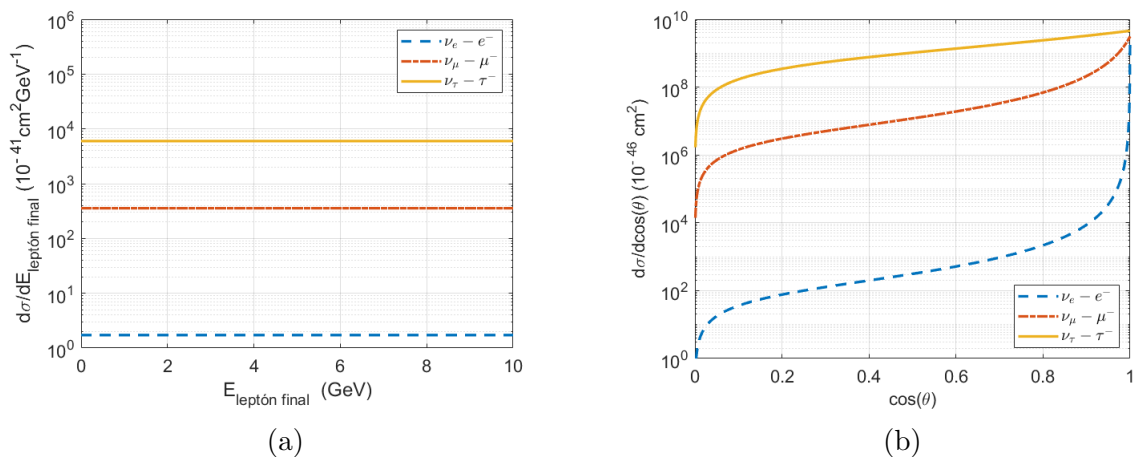 dσ/dE_leptón final (10^-41 cm^2 GeV^-1)
10^6
10^5
10^4
10^3
10^2
10^1
10^0
ν_e − e^−
ν_μ − μ^−
ν_τ − τ^−
0 2 4 6 8 10
E_leptón final (GeV)
(a)
dσ/dcos(θ) (10^-46 cm^2)
10^10
10^8
10^6
10^4
10^2
10^0
ν_e − e^−
ν_μ − μ^−
ν_τ − τ^−
0 0.2 0.4 0.6 0.8 1
cos(θ)
(b)